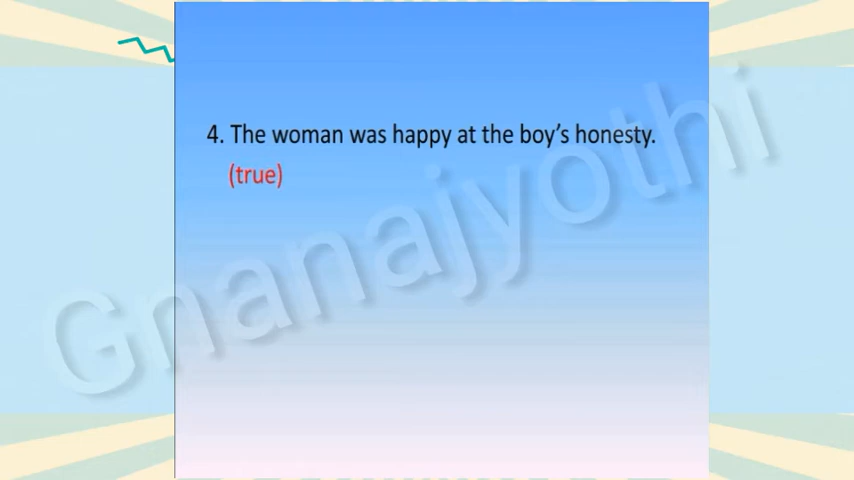 4. The woman was happy at the boy's honesty.
(true)
Gnanajyothi